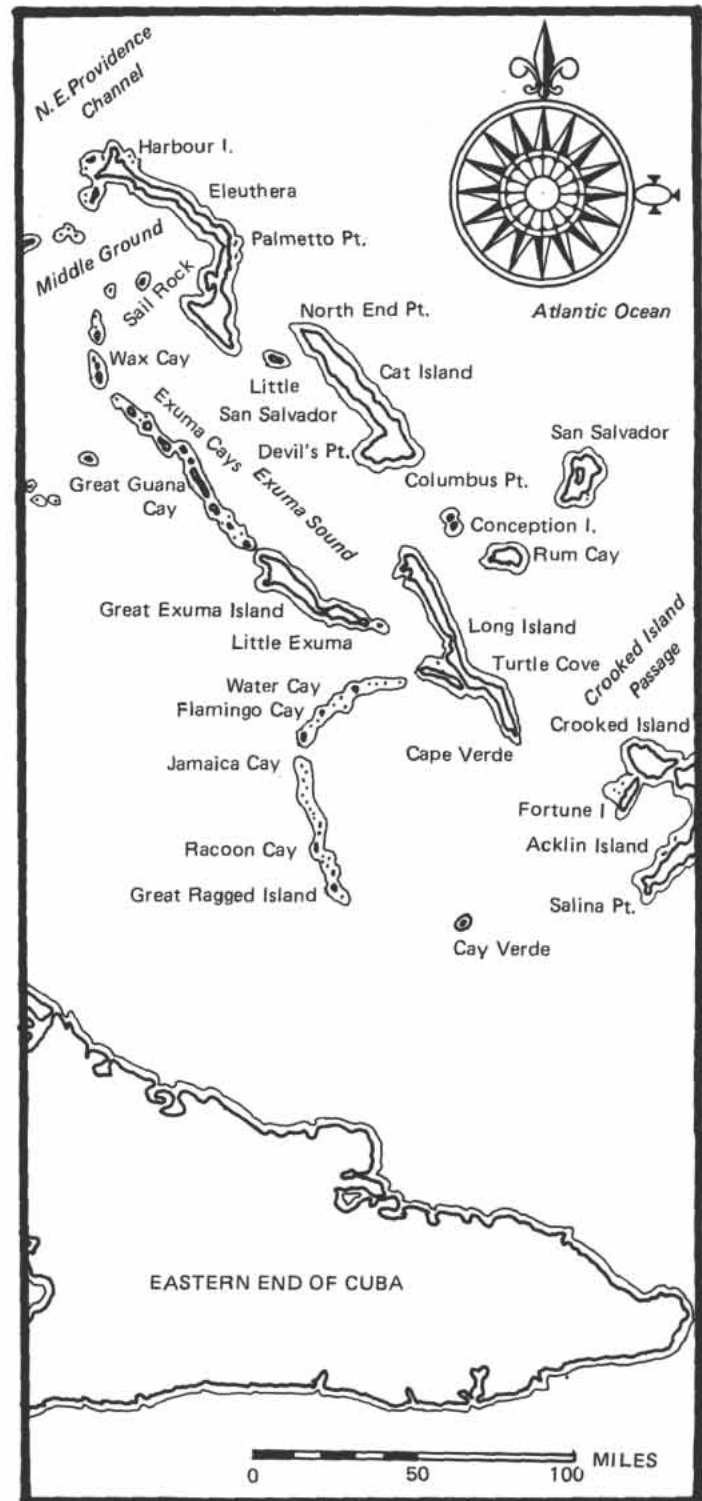 N.E. Providence
Channel
Harbour I.
Eleuthera
Palmetto Pt.
Middle Ground
Sail Rock
North End Pt.
Atlantic Ocean
Wax Cay
Little
San Salvador
Cat Island
Exuma Cays
Devil's Pt.
San Salvador
Great Guana
Cay
Exuma Sound
Columbus Pt.
Conception I.
Rum Cay
Great Exuma Island
Little Exuma
Long Island
Turtle Cove
Crooked Island
Passage
Water Cay
Flamingo Cay
Crooked Island
Cape Verde
Jamaica Cay
Fortune I
Racoon Cay
Acklin Island
Great Ragged Island
Salina Pt.
Cay Verde
EASTERN END OF CUBA
MILES
0 50 100